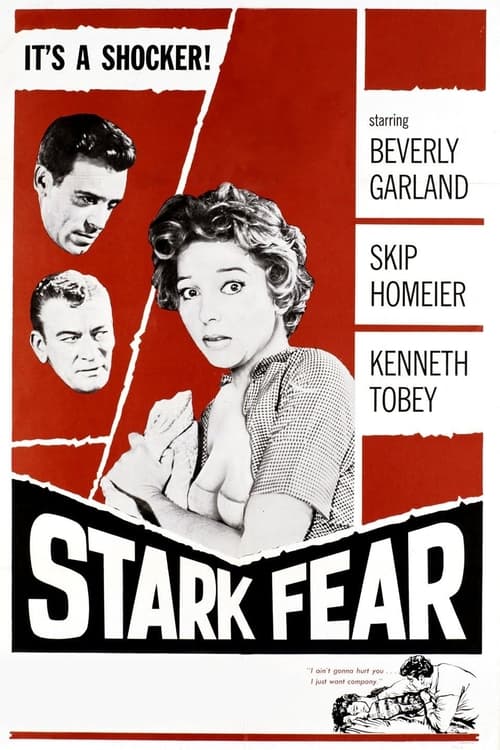 IT'S A SHOCKER!
starring
BEVERLY
GARLAND
SKIP
HOMEIER
KENNETH
TOBEY
STARK FEAR
"I ain't gonna hurt you . . .
I just want company."